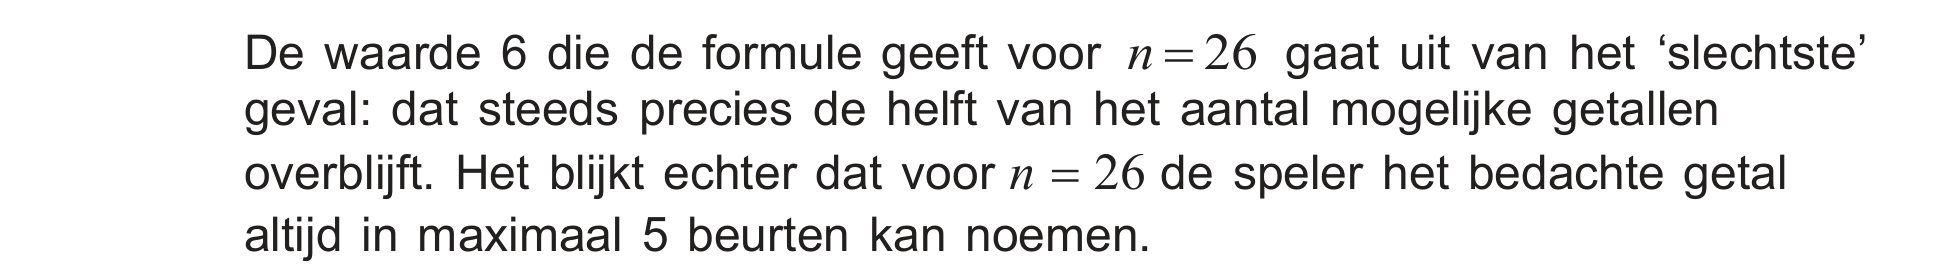 De waarde 6 die de formule geeft voor n = 26 gaat uit van het ‘slechtste’
geval: dat steeds precies de helft van het aantal mogelijke getallen
overblijft. Het blijkt echter dat voor n = 26 de speler het bedachte getal
altijd in maximaal 5 beurten kan noemen.